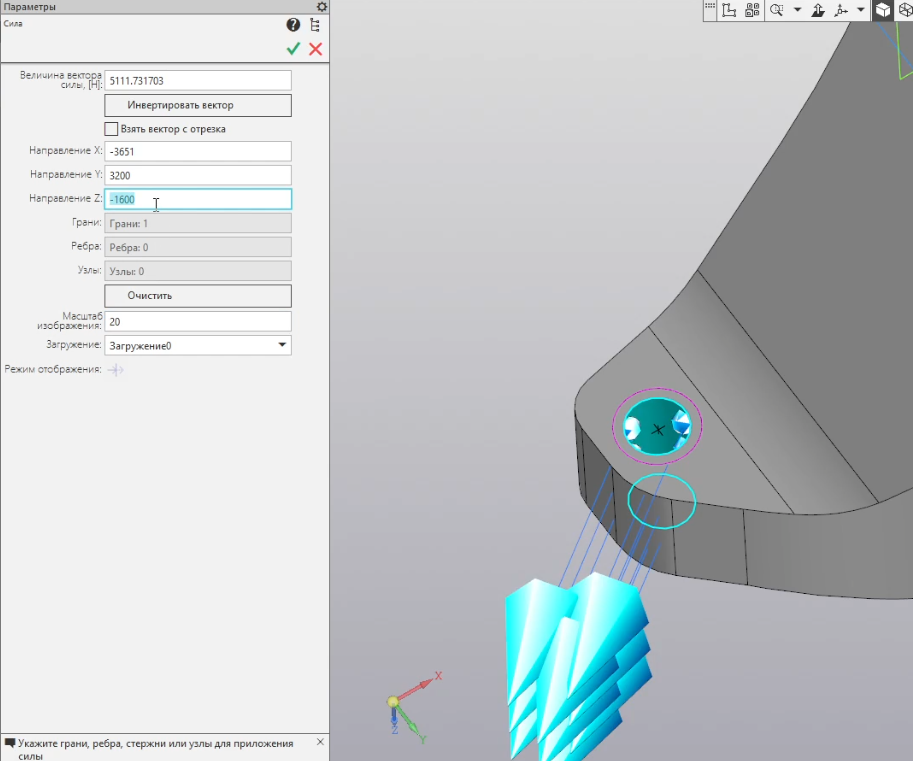 Параметры
Сила
Величина вектора
силы, [Н]:
5111.731703
Инвертировать вектор
Взять вектор с отрезка
Направление X:
-3651
Направление Y:
3200
Направление Z:
-1600
Грани:
Грани: 1
Ребра:
Ребра: 0
Узлы:
Узлы: 0
Очистить
Масштаб
изображения:
20
Загружение:
Загружение0
Режим отображения:
X
Z
Y
Укажите грани, ребра, стержни или узлы для приложения
силы